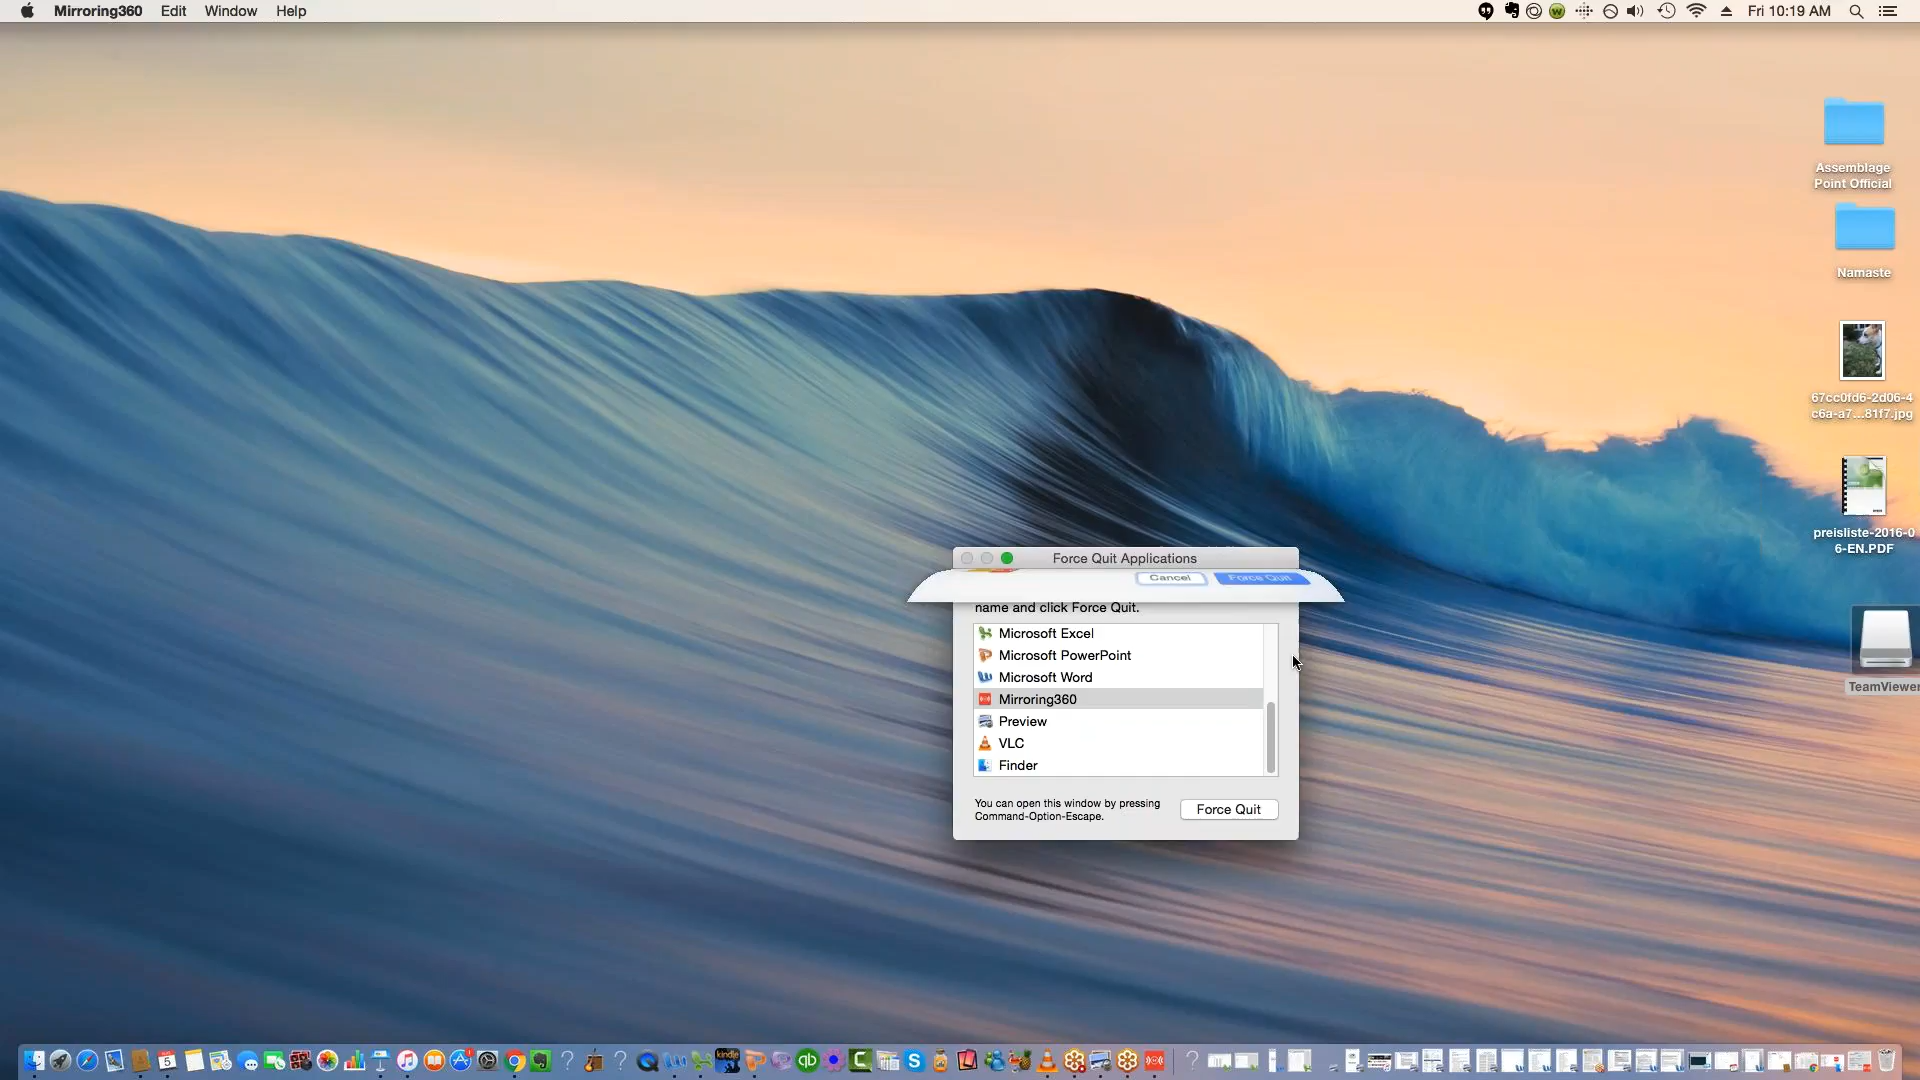 Mirroring360 Edit Window Help
Fri 10:19 AM
Assemblage
Point Official
Namaste
67cc0fd6-2d06-4
c6a-a7...81f7.jpg
preisliste-2016-0
6-EN.PDF
TeamViewer
Force Quit Applications
Cancel Force Quit
name and click Force Quit.
Microsoft Excel
Microsoft PowerPoint
Microsoft Word
Mirroring360
Preview
VLC
Finder
You can open this window by pressing
Command-Option-Escape.
Force Quit
kindle